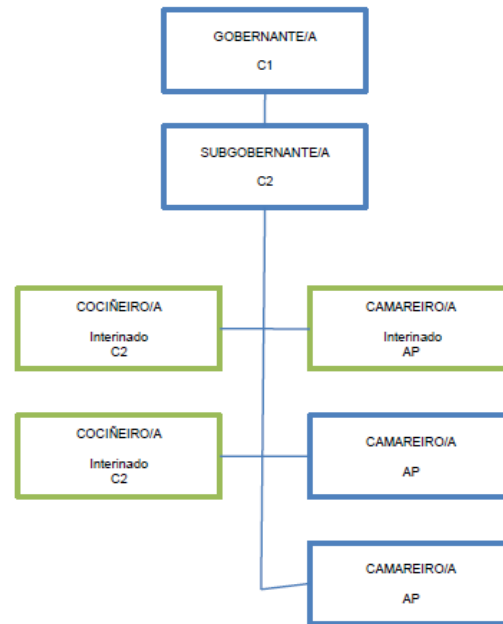 GOBERNANTE/A
C1
SUBGOBERNANTE/A
C2
COCIÑEIRO/A
Interinado
C2
CAMAREIRO/A
Interinado
AP
COCIÑEIRO/A
Interinado
C2
CAMAREIRO/A
AP
CAMAREIRO/A
AP